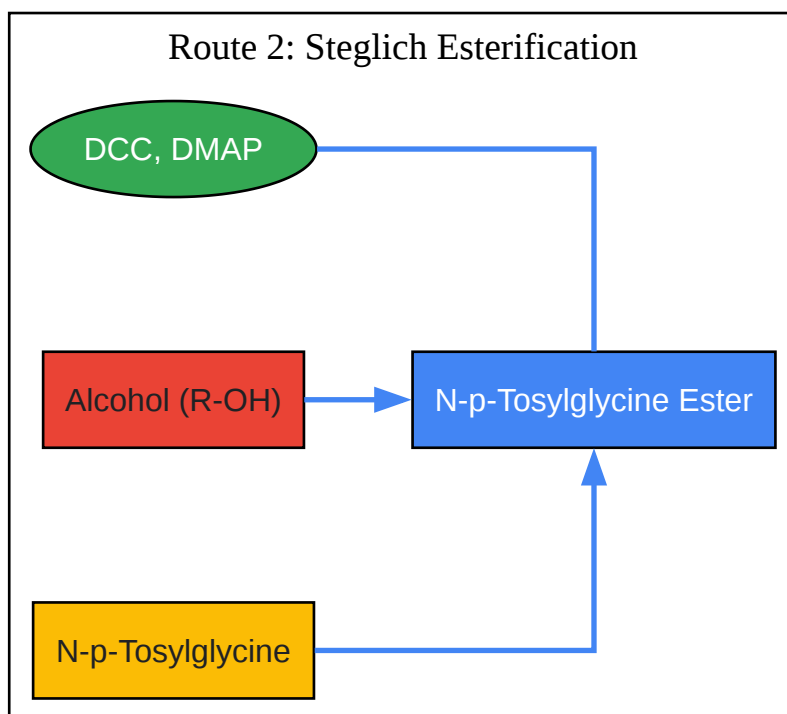 Route 2: Steglich Esterification
DCC, DMAP
Alcohol (R-OH)
N-p-Tosylglycine Ester
N-p-Tosylglycine